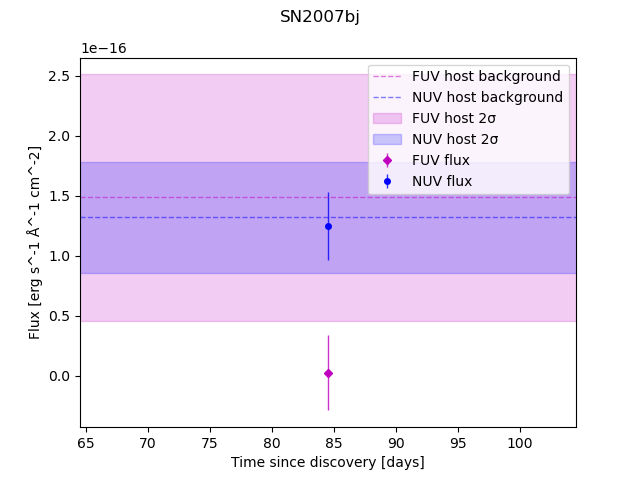 SN2007bj
1e−16
2.5
2.0
1.5
1.0
0.5
0.0
Flux [erg s^-1 Å^-1 cm^-2]
FUV host background
NUV host background
FUV host 2σ
NUV host 2σ
FUV flux
NUV flux
65 70 75 80 85 90 95 100
Time since discovery [days]